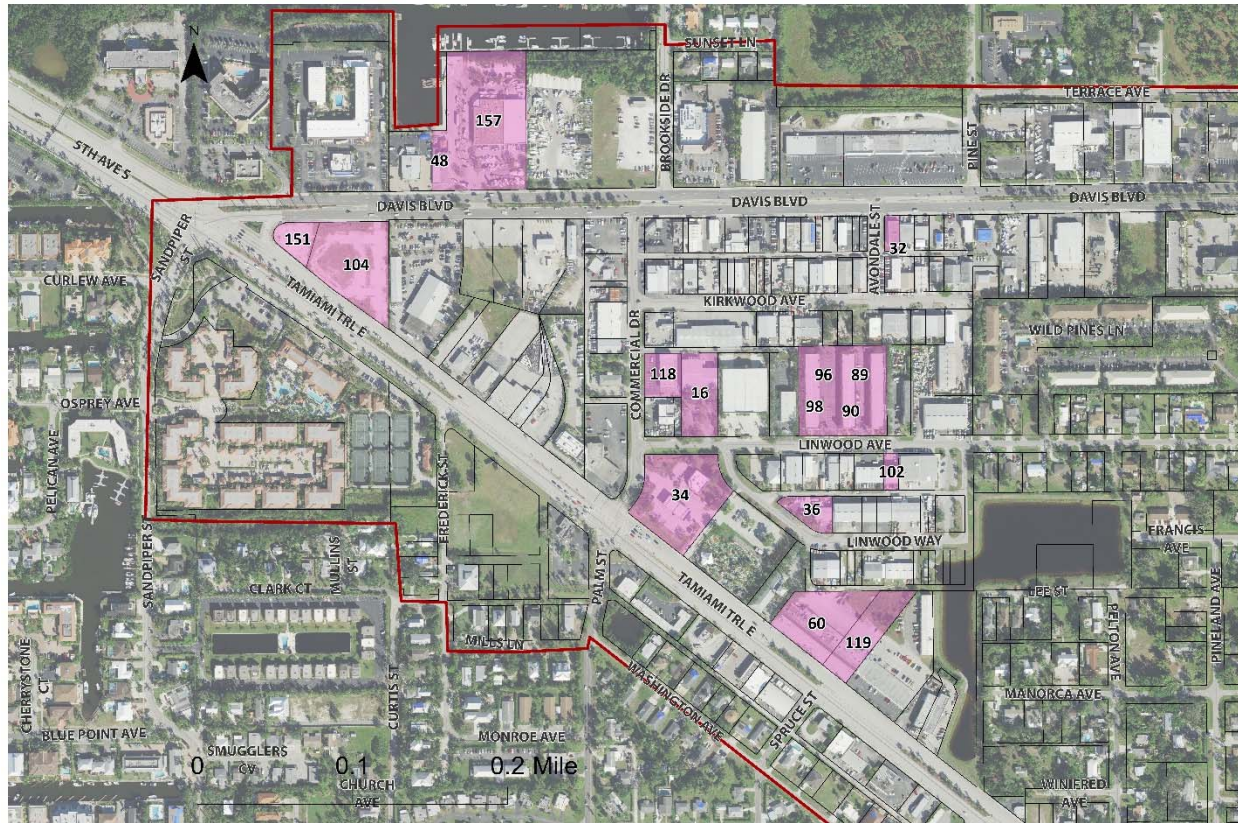 N
SUNSET LN
TERRACE AVE
157
BROOKSIDE DR
PINE ST
5TH AVE S
48
DAVIS BLVD
DAVIS BLVD
DAVIS BLVD
SANDPIPER
ST
151
104
AVONDALE ST
32
CURLEW AVE
TAMIAMI TRL E
KIRKWOOD AVE
WILD PINES LN
COMMERCIAL DR
118
16
96
89
98
90
OSPREY AVE
PELICAN AVE
LINWOOD AVE
FREDERICK ST
102
34
36
LINWOOD WAY
FRANCIS
AVE
SANDPIPER ST
MULLINS
ST
CLARK CT
PALM ST
TAMIAMI TRL E
LEE ST
PELTON AVE
PINELAND AVE
60
119
MILLS LN
CHERRYSTONE
CT
CURTIS ST
WASHINGTON AVE
SPRUCE ST
MANORCA AVE
BLUE POINT AVE
SMUGGLERS
CV
MONROE AVE
0
0.1
0.2 Mile
CHURCH
AVE
WINIFRED
AVE